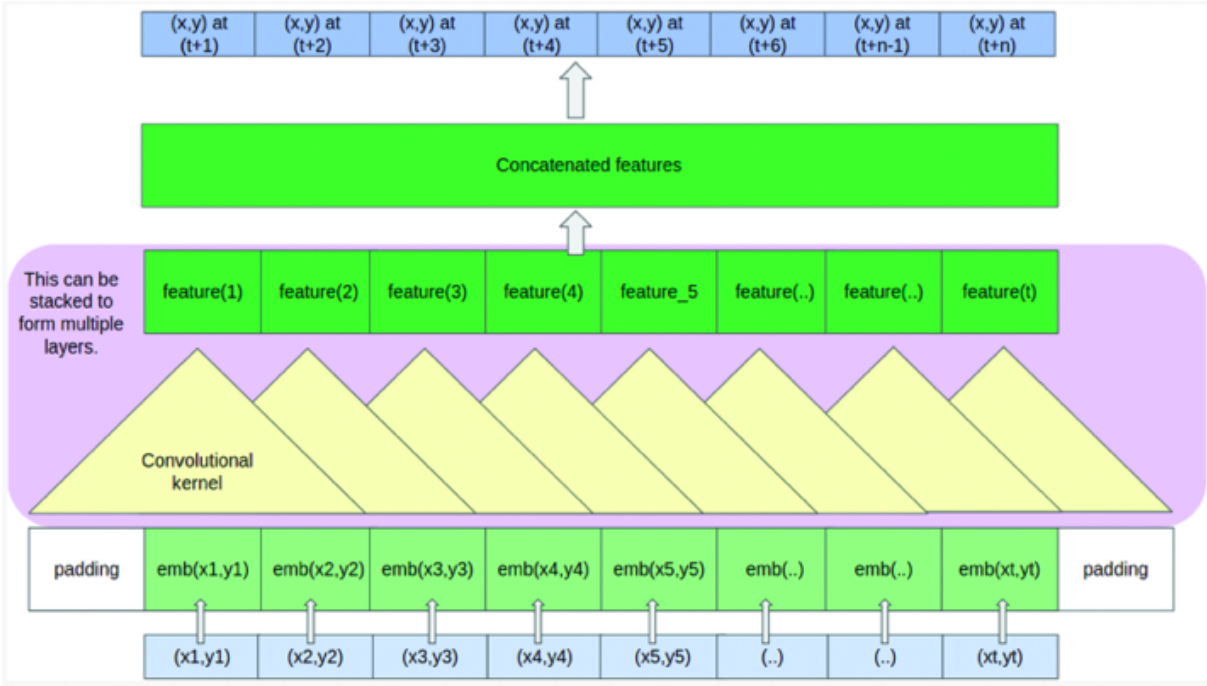 (x,y) at (x,y) at (x,y) at (x,y) at (x,y) at (x,y) at (x,y) at (x,y) at
(t+1) (t+2) (t+3) (t+4) (t+5) (t+6) (t+n-1) (t+n)
Concatenated features
This can be
stacked to
form multiple
layers.
feature(1) feature(2) feature(3) feature(4) feature_5 feature(..) feature(..) feature(t)
Convolutional
kernel
padding emb(x1,y1) emb(x2,y2) emb(x3,y3) emb(x4,y4) emb(x5,y5) emb(..) emb(..) emb(xt,yt) padding
(x1,y1) (x2,y2) (x3,y3) (x4,y4) (x5,y5) (..) (..) (xt,yt)